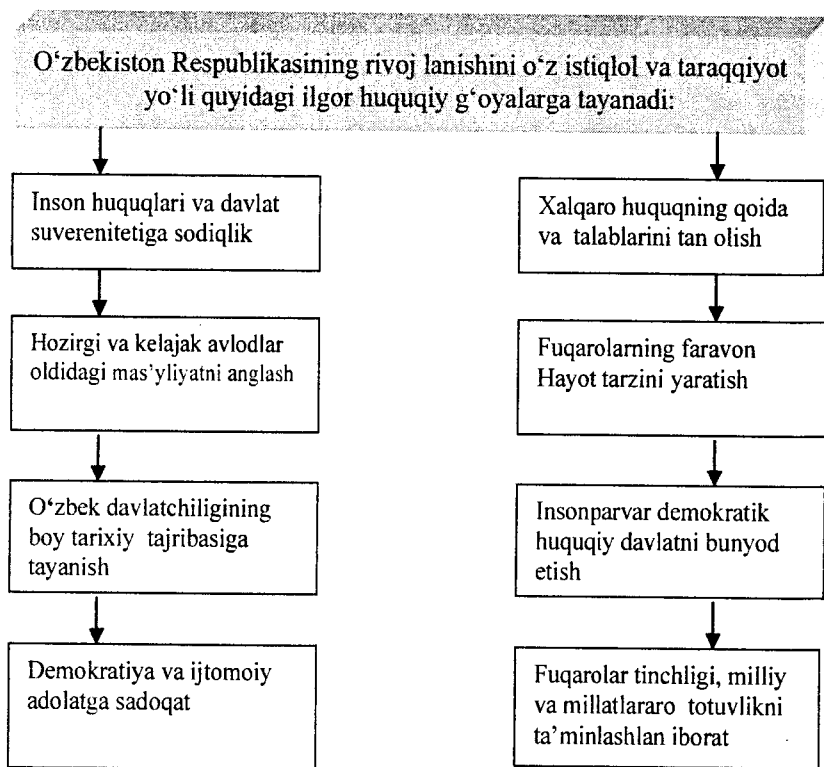 O‘zbekiston Respublikasining rivoj lanishini o‘z istiqlol va taraqqiyot
yo‘li quyidagi ilgor huquqiy g‘oyalarga tayanadi:
Inson huquqlari va davlat
suverenitetiga sodiqlik
Hozirgi va kelajak avlodlar
oldidagi mas’yliyatni anglash
O‘zbek davlatchiligining
boy tarixiy tajribasiga
tayanish
Demokratiya va ijtomoiy
adolatga sadoqat
Xalqaro huquqning qoida
va talablarini tan olish
Fuqarolarning faravon
Hayot tarzini yaratish
Insonparvar demokratik
huquqiy davlatni bunyod
etish
Fuqarolar tinchligi, milliy
va millatlararo totuvlikni
ta’minlashlan iborat